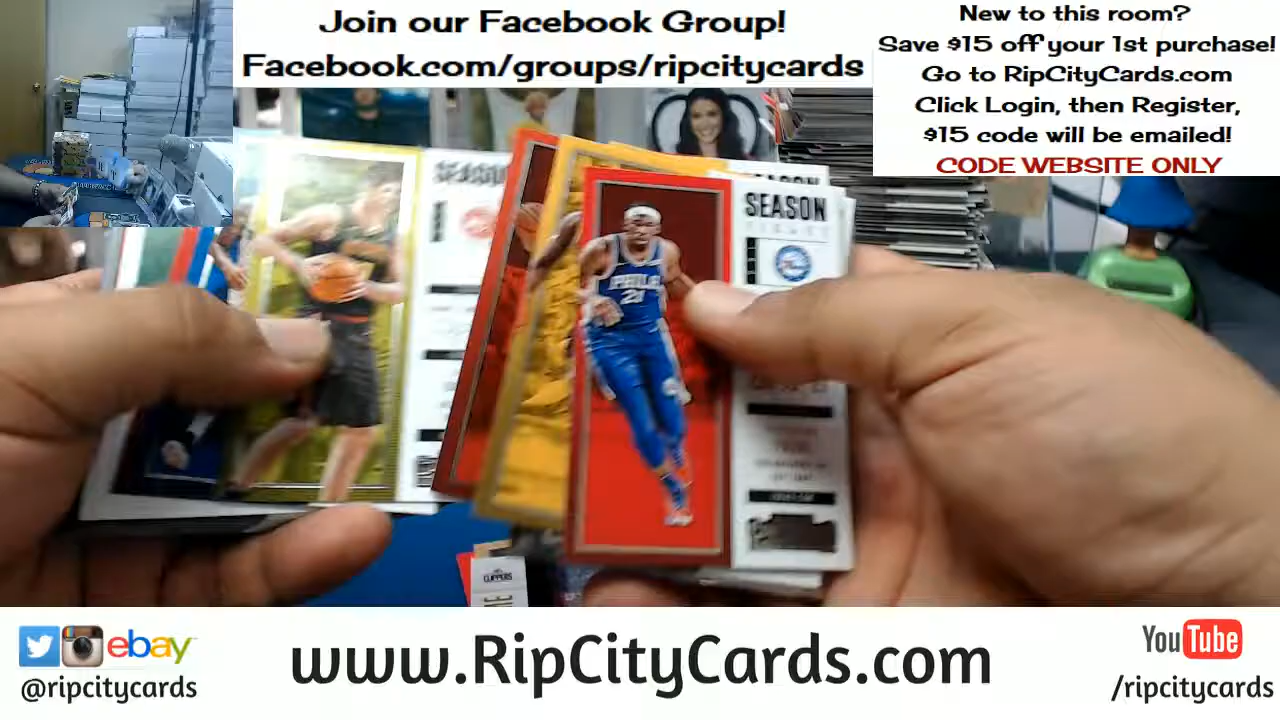 Join our Facebook Group!
Facebook.com/groups/ripcitycards
New to this room?
Save $15 off your 1st purchase!
Go to RipCityCards.com
Click Login, then Register,
$15 code will be emailed!
CODE WEBSITE ONLY
SEASON
SEASON
SEASON
PHILA
21
CLIPPERS
ebay
@ripcitycards
www.RipCityCards.com
YouTube
/ripcitycards